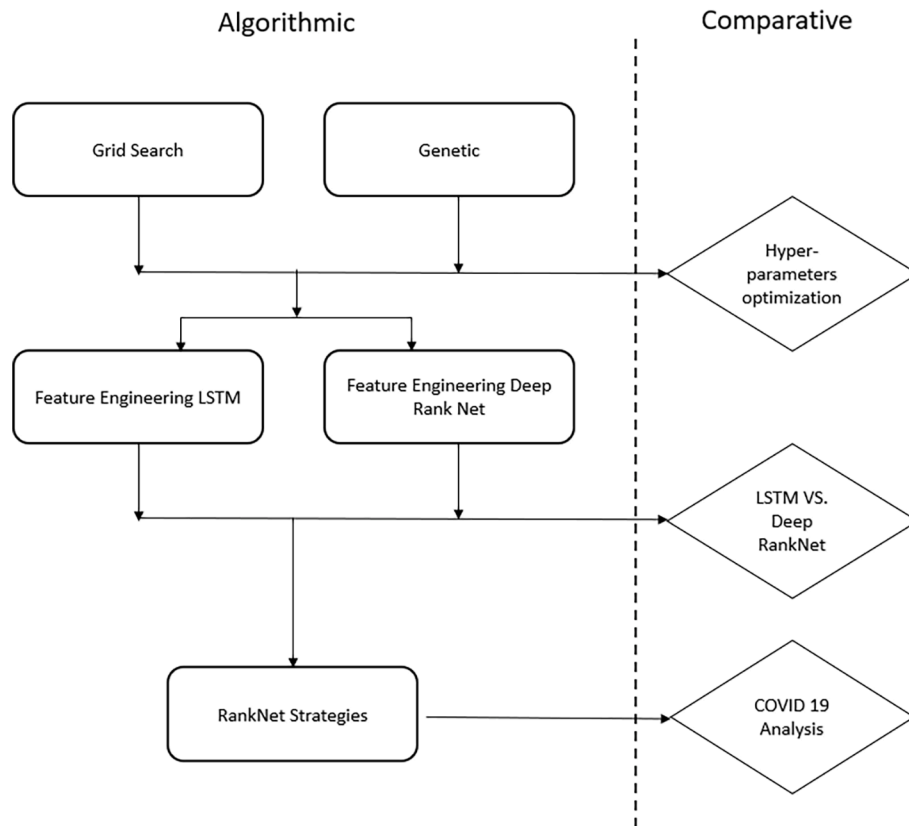 Algorithmic
Comparative
Grid Search
Genetic
Hyper-
parameters
optimization
Feature Engineering LSTM
Feature Engineering Deep
Rank Net
LSTM VS.
Deep
RankNet
RankNet Strategies
COVID 19
Analysis